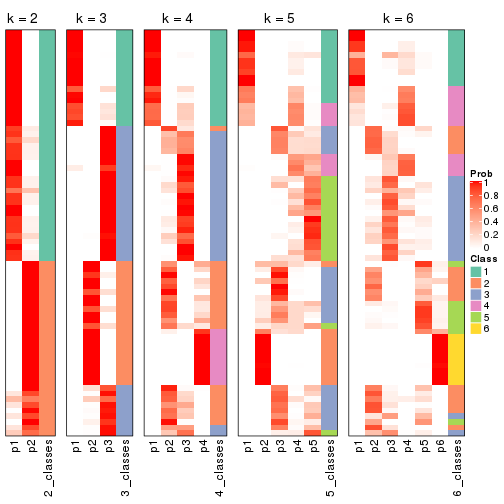 k = 2
k = 3
k = 4
k = 5
k = 6
Prob
1
0.8
0.6
0.4
0.2
0
Class
1
2
3
4
5
6
p1
p2
2_classes
p1
p2
p3
3_classes
p1
p2
p3
p4
4_classes
p1
p2
p3
p4
p5
5_classes
p1
p2
p3
p4
p5
p6
6_classes